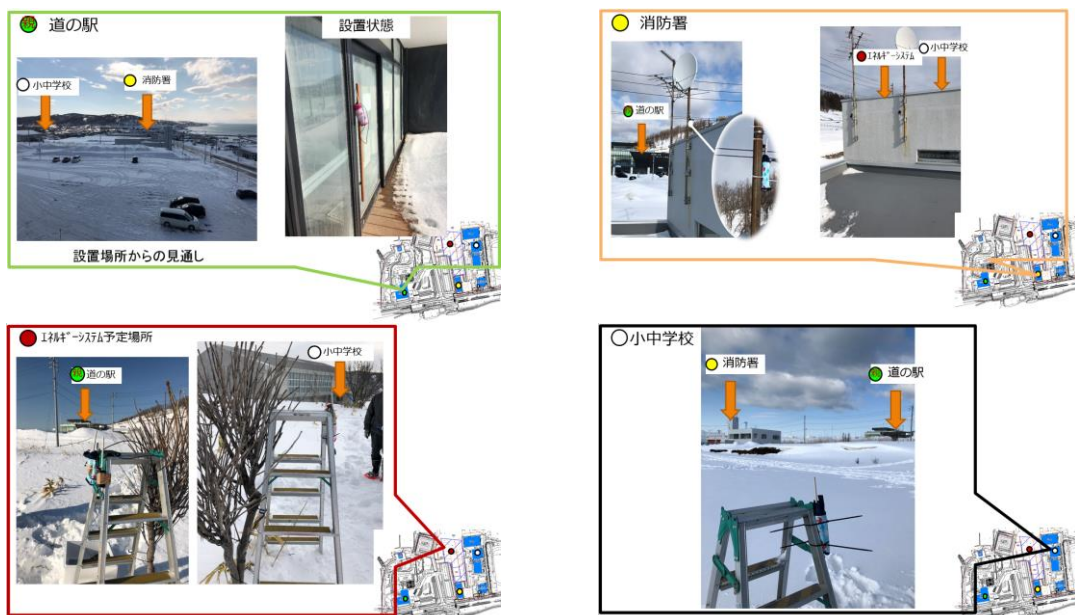 道の駅
設置状態
小中学校
消防署
設置場所からの見通し
消防署
道の駅
エネルギーシステム
小中学校
エネルギーシステム予定場所
道の駅
小中学校
小中学校
消防署
道の駅